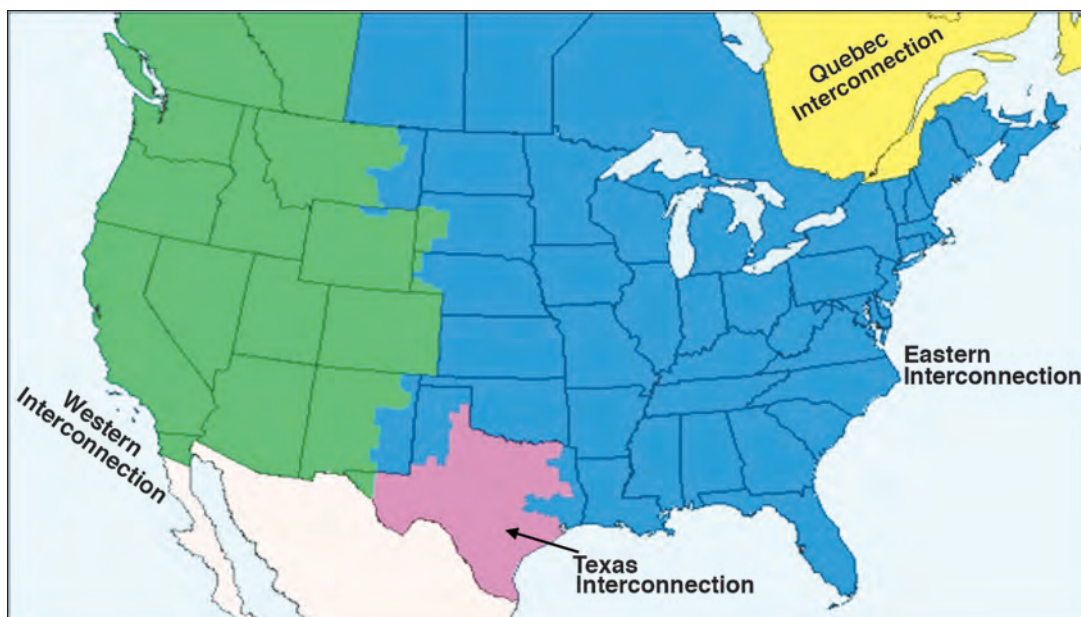 Quebec
Interconnection
Eastern
Interconnection
Western
Interconnection
Texas
Interconnection